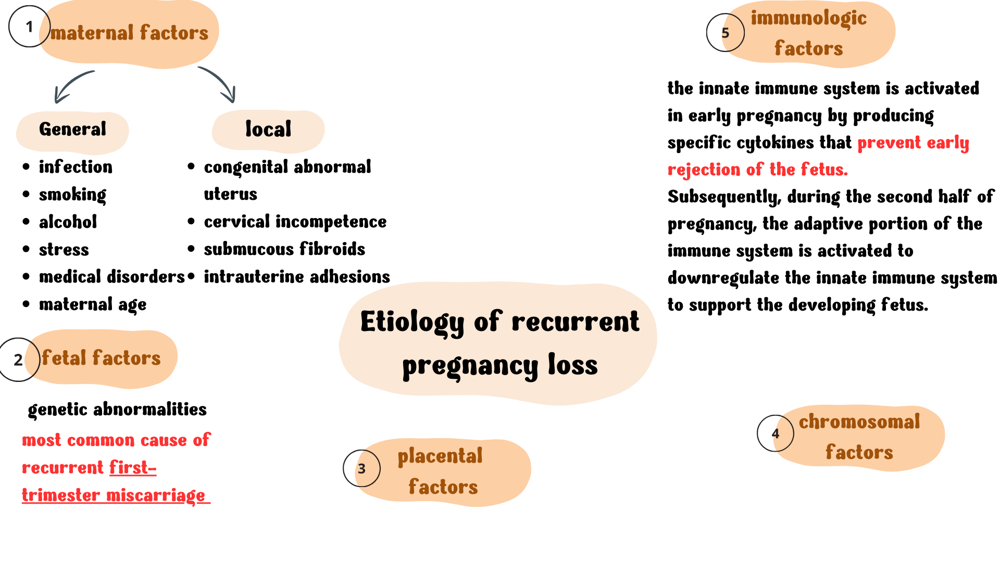 1
maternal factors
General
• infection
• smoking
• alcohol
• stress
• medical disorders
• maternal age
local
• congenital abnormal
uterus
• cervical incompetence
• submucous fibroids
• intrauterine adhesions
2
fetal factors
genetic abnormalities
most common cause of
recurrent first-
trimester miscarriage
Etiology of recurrent
pregnancy loss
3
placental
factors
4
chromosomal
factors
5
immunologic
factors
the innate immune system is activated
in early pregnancy by producing
specific cytokines that prevent early
rejection of the fetus.
Subsequently, during the second half of
pregnancy, the adaptive portion of the
immune system is activated to
downregulate the innate immune system
to support the developing fetus.